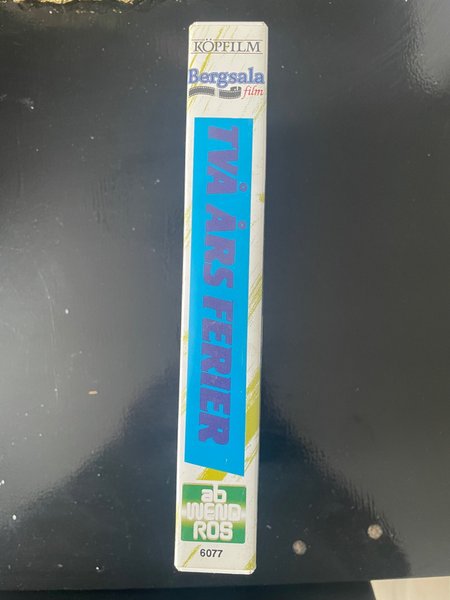 KÖPFILM
Bergsala
film
TVÅ ÅRS FERIER
ab
WEND
ROS
6077